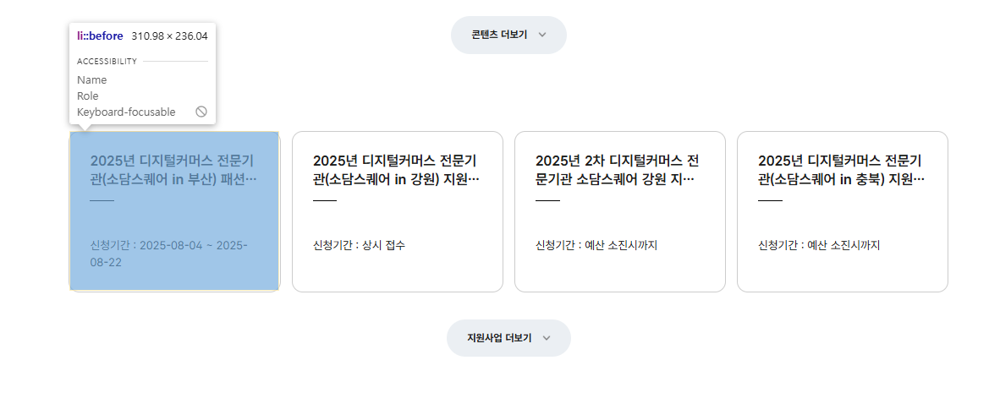 콘텐츠 더보기
li::before 310.98 × 236.04
ACCESSIBILITY
Name
Role
Keyboard-focusable
2025년 디지털커머스 전문기
관(소담스퀘어 in 부산) 패션…
신청기간 : 2025-08-04 ~ 2025-
08-22
2025년 디지털커머스 전문기
관(소담스퀘어 in 강원) 지원…
신청기간 : 상시 접수
2025년 2차 디지털커머스 전
문기관 소담스퀘어 강원 지…
신청기간 : 예산 소진시까지
2025년 디지털커머스 전문기
관(소담스퀘어 in 충북) 지원…
신청기간 : 예산 소진시까지
지원사업 더보기